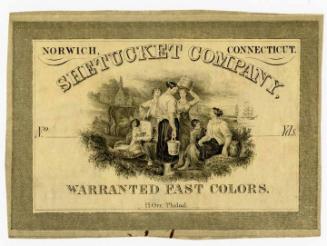 NORWICH, CONNECTICUT.
SHETUCKET COMPANY,
No. Yds.
WARRANTED FAST COLORS.